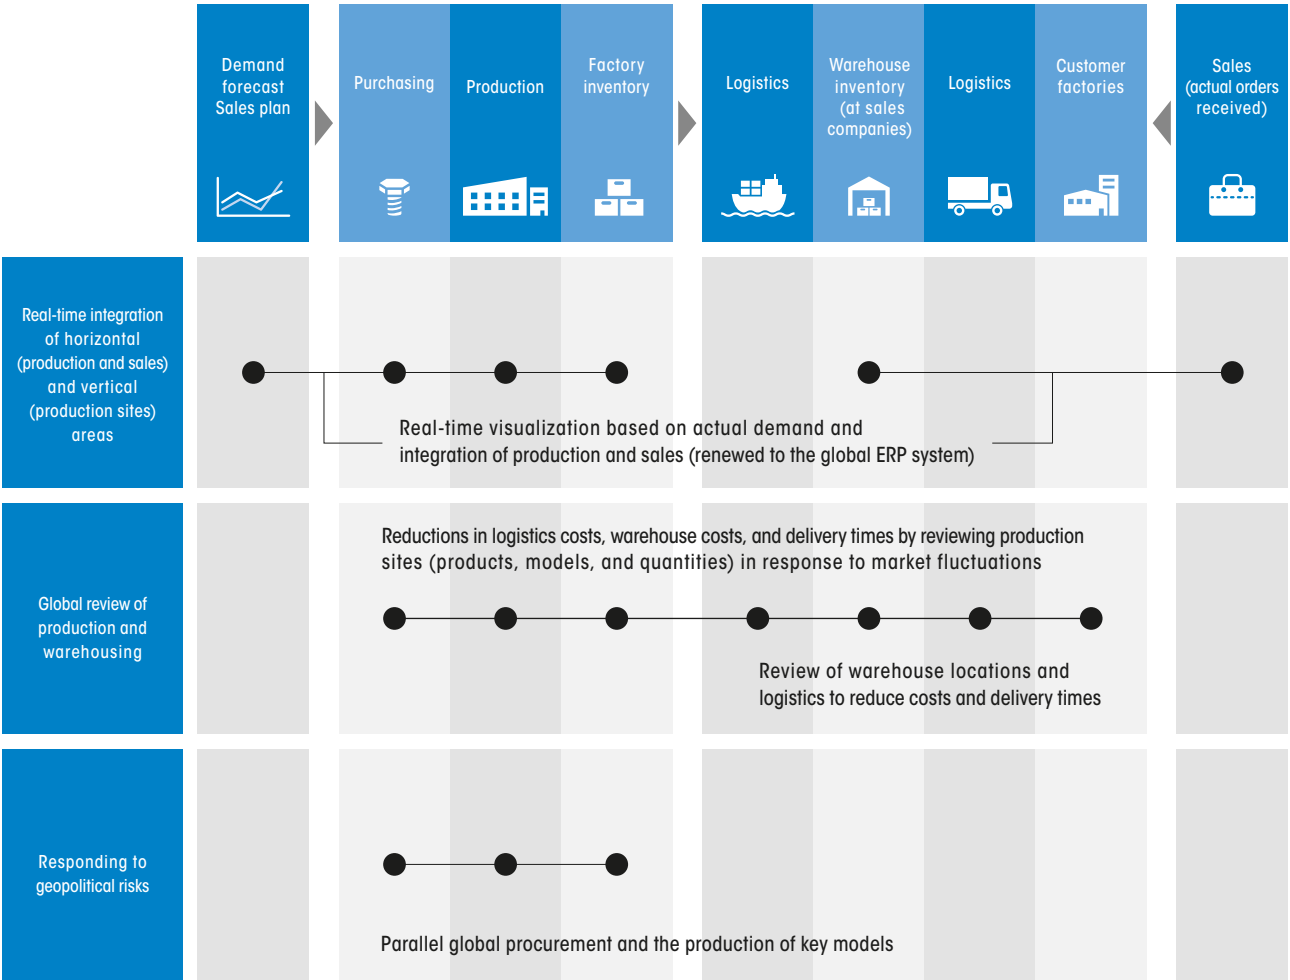 Demand
forecast
Sales plan
Purchasing
Production
Factory
inventory
Logistics
Warehouse
inventory
(at sales
companies)
Logistics
Customer
factories
Sales
(actual orders
received)
Real-time integration
of horizontal
(production and sales)
and vertical
(production sites)
areas
Real-time visualization based on actual demand and
integration of production and sales (renewed to the global ERP system)
Global review of
production and
warehousing
Reductions in logistics costs, warehouse costs, and delivery times by reviewing production
sites (products, models, and quantities) in response to market fluctuations
Review of warehouse locations and
logistics to reduce costs and delivery times
Responding to
geopolitical risks
Parallel global procurement and the production of key models